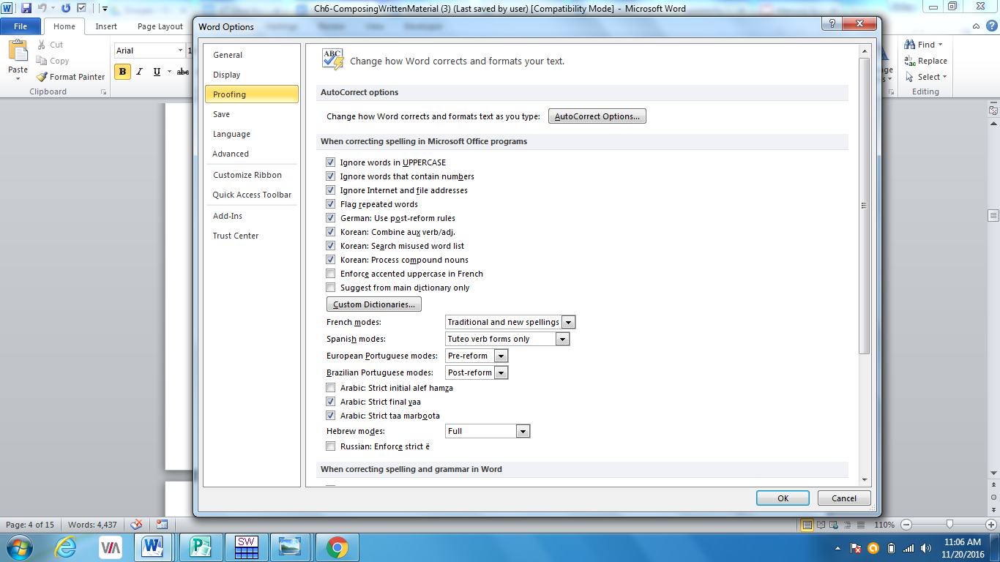 Ch6-ComposingWrittenMaterial (3) (Last saved by user) [Compatibility Mode] - Microsoft Word
File Home Insert Page Layout
Cut
Copy
Paste
Format Painter
Clipboard
Arial
B I U abc
Find
Replace
Select
Editing
Word Options
General
Display
Proofing
Save
Language
Advanced
Customize Ribbon
Quick Access Toolbar
Add-Ins
Trust Center
ABC
Change how Word corrects and formats your text.
AutoCorrect options
Change how Word corrects and formats text as you type: AutoCorrect Options...
When correcting spelling in Microsoft Office programs
Ignore words in UPPERCASE
Ignore words that contain numbers
Ignore Internet and file addresses
Flag repeated words
German: Use post-reform rules
Korean: Combine aux verb/adj.
Korean: Search misused word list
Korean: Process compound nouns
Enforce accented uppercase in French
Suggest from main dictionary only
Custom Dictionaries...
French modes: Traditional and new spellings
Spanish modes: Tuteo verb forms only
European Portuguese modes: Pre-reform
Brazilian Portuguese modes: Post-reform
Arabic: Strict initial alef hamza
Arabic: Strict final yaa
Arabic: Strict taa marboota
Hebrew modes: Full
Russian: Enforce strict ë
When correcting spelling and grammar in Word
OK Cancel
Page: 4 of 15 Words: 4,437 110%
VIA W P SW
11:06 AM
11/20/2016